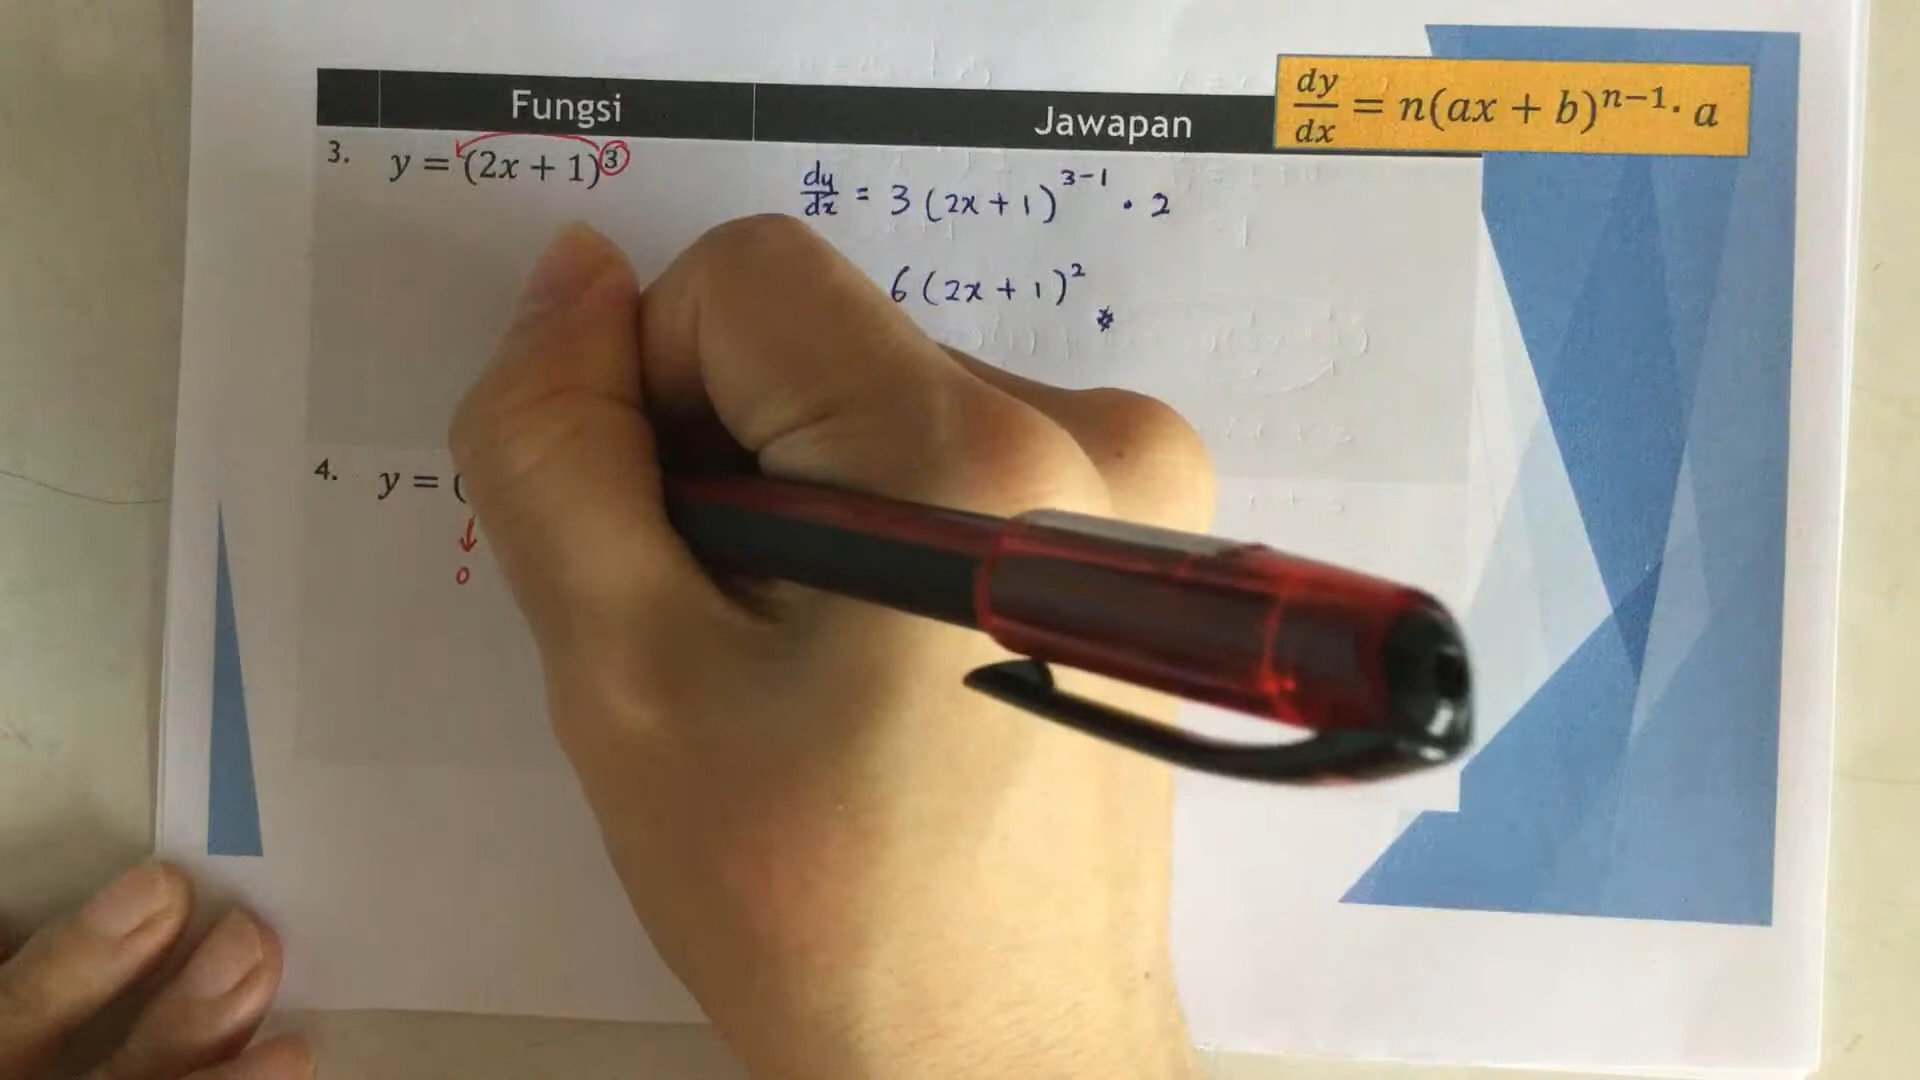 Fungsi Jawapan
dy/dx = n(ax + b)ⁿ⁻¹· a
3. y = (2x + 1)³
dy/dx = 3 (2x + 1)³⁻¹ · 2
6 (2x + 1)²
4. y = (
↓
0